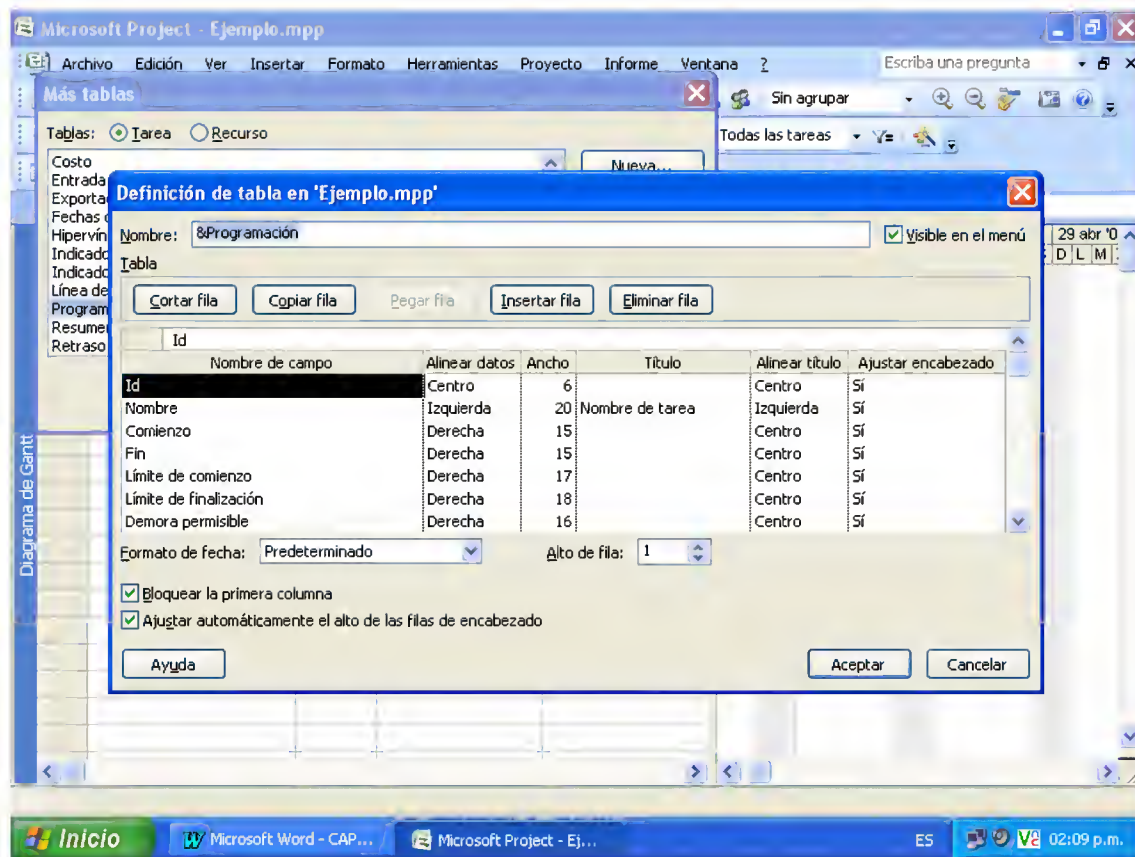 Microsoft Project - Ejemplo.mpp
Archivo Edición Ver Insertar Formato Herramientas Proyecto Informe Ventana ? Escriba una pregunta
Más tablas
Sin agrupar
Tablas: Tarea Recurso
Todas las tareas
Costo
Nueva...
Entrada
Exporta
Fechas
Hipervín
Indicado
Indicado
Línea de
Program
Resume
Retraso
Definición de tabla en 'Ejemplo.mpp'
Nombre: &Programación Visible en el menú
29 abr '0
D L M
Tabla
Cortar fila Copiar fila Pegar fila Insertar fila Eliminar fila
Id
Nombre de campo Alinear datos Ancho Título Alinear título Ajustar encabezado
Id Centro 6 Centro Sí
Nombre Izquierda 20 Nombre de tarea Izquierda Sí
Comienzo Derecha 15 Centro Sí
Fin Derecha 15 Centro Sí
Límite de comienzo Derecha 17 Centro Sí
Límite de finalización Derecha 18 Centro Sí
Demora permisible Derecha 16 Centro Sí
Formato de fecha: Predeterminado Alto de fila: 1
Bloquear la primera columna
Ajustar automáticamente el alto de las filas de encabezado
Ayuda Aceptar Cancelar
Diagrama de Gantt
Inicio Microsoft Word - CAP... Microsoft Project - Ej... ES 02:09 p.m.